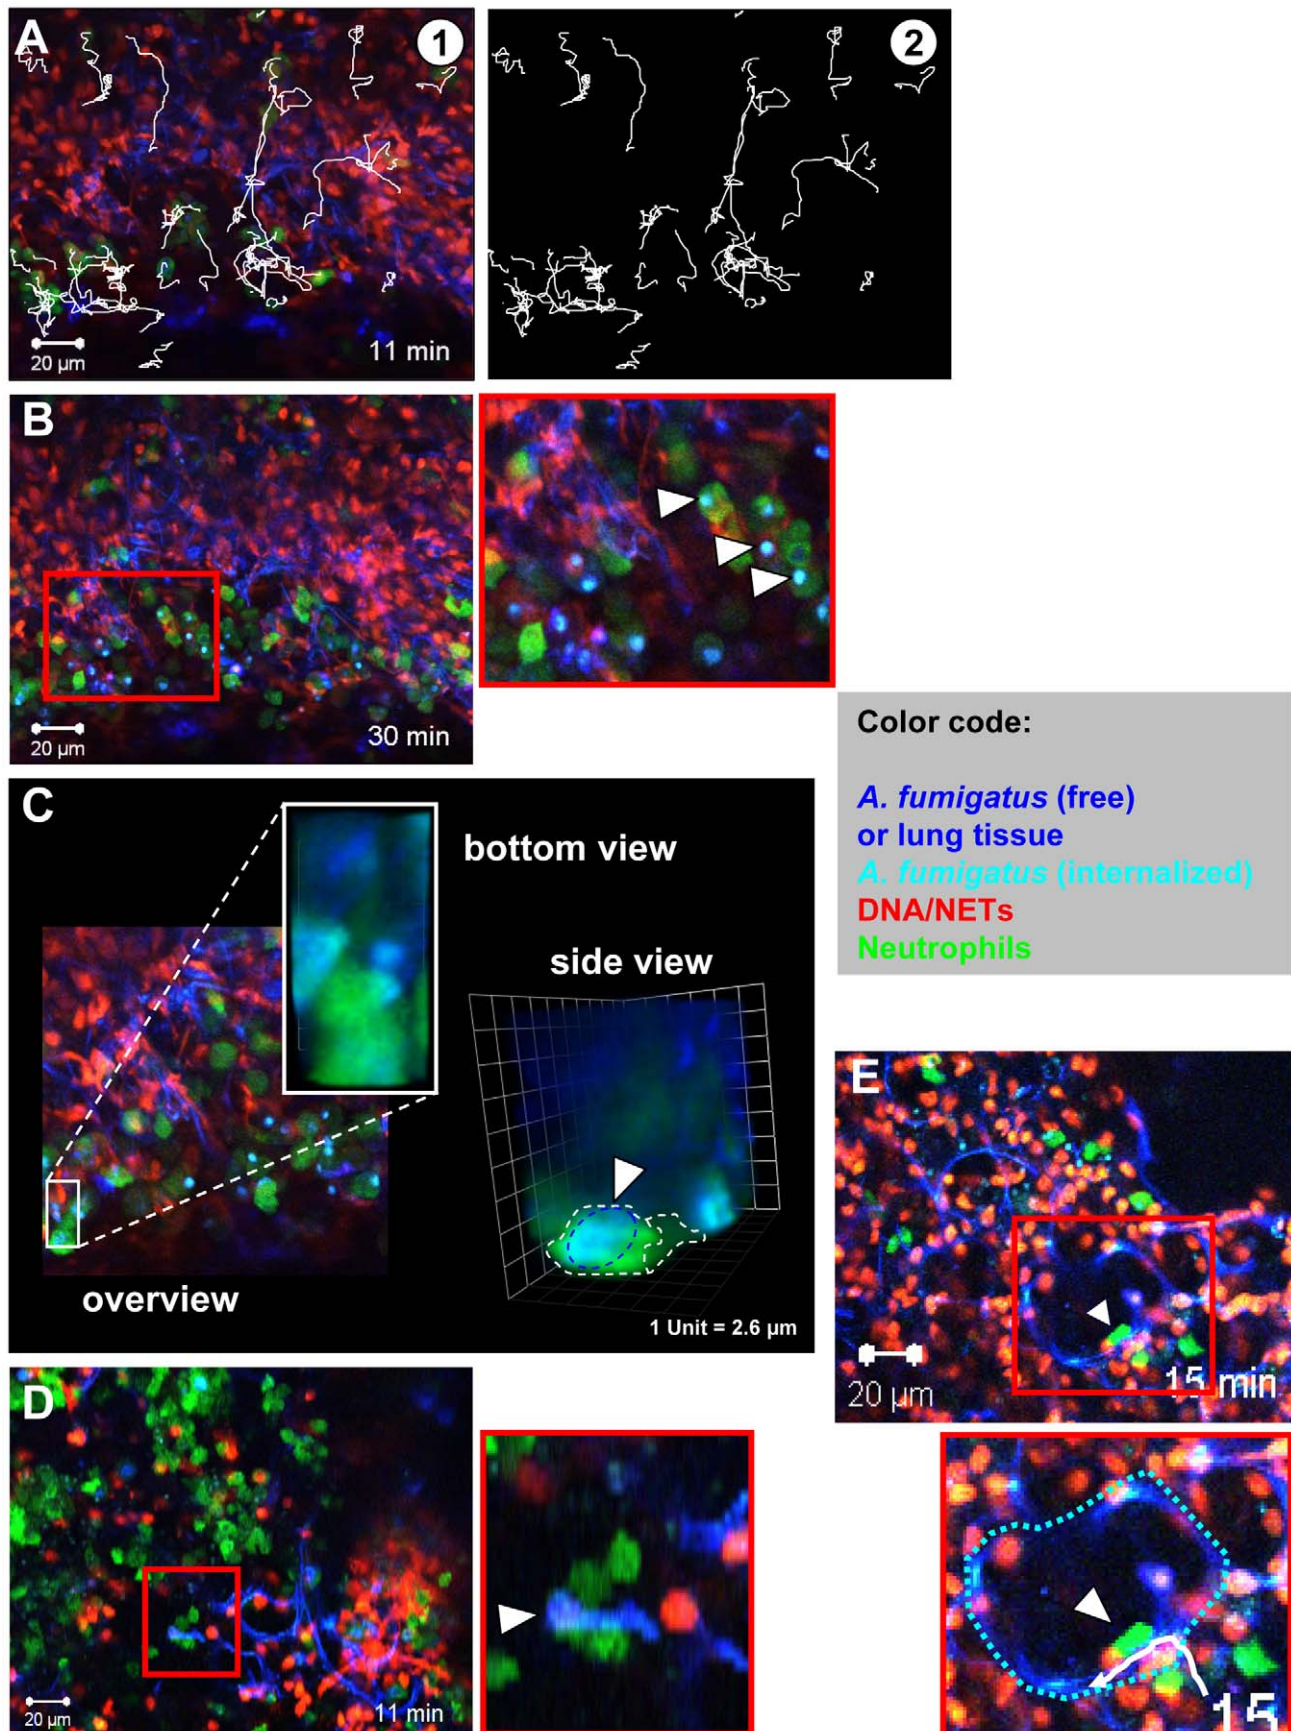 A
1
2
20 µm
11 min
B
20 µm
30 min
C
bottom view
side view
overview
1 Unit = 2.6 µm
Color code:
A. fumigatus (free)
or lung tissue
A. fumigatus (internalized)
DNA/NETs
Neutrophils
E
20 µm
15 min
D
20 µm
11 min
15